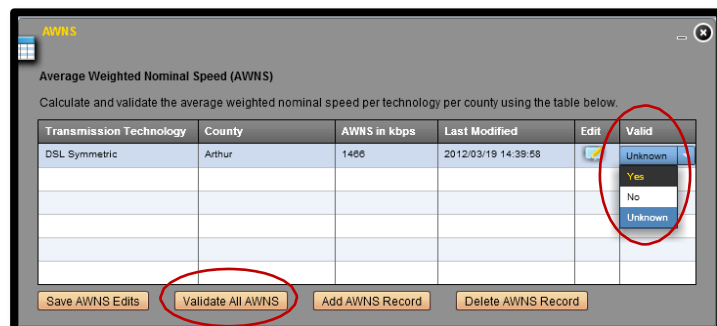 AWNS
Average Weighted Nominal Speed (AWNS)
Calculate and validate the average weighted nominal speed per technology per county using the table below.
Transmission Technology County AWNS in kbps Last Modified Edit Valid
DSL Symmetric Arthur 1466 2012/03/19 14:39:58 Unknown
Yes
No
Unknown
Save AWNS Edits Validate All AWNS Add AWNS Record Delete AWNS Record